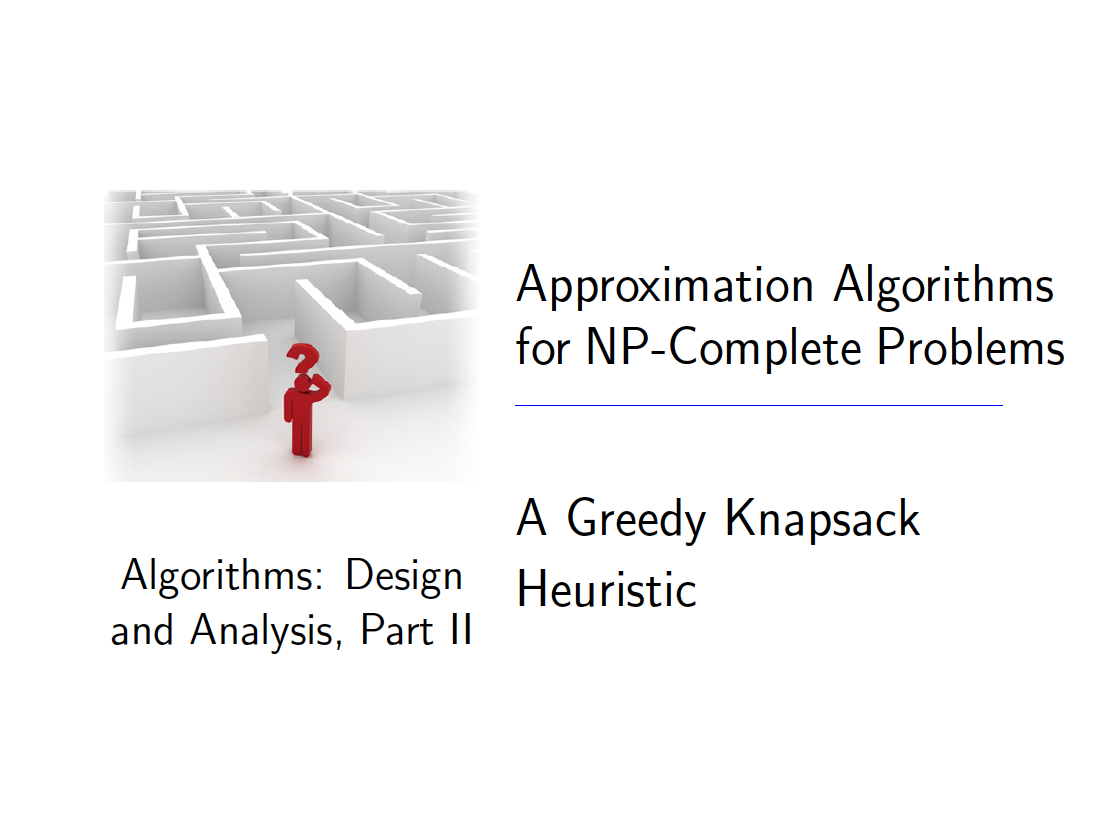 Approximation Algorithms
for NP-Complete Problems
A Greedy Knapsack
Heuristic
Algorithms: Design
and Analysis, Part II